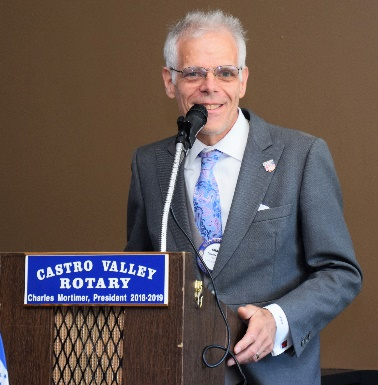 CASTRO VALLEY
ROTARY
Charles Mortimer, President 2018-2019